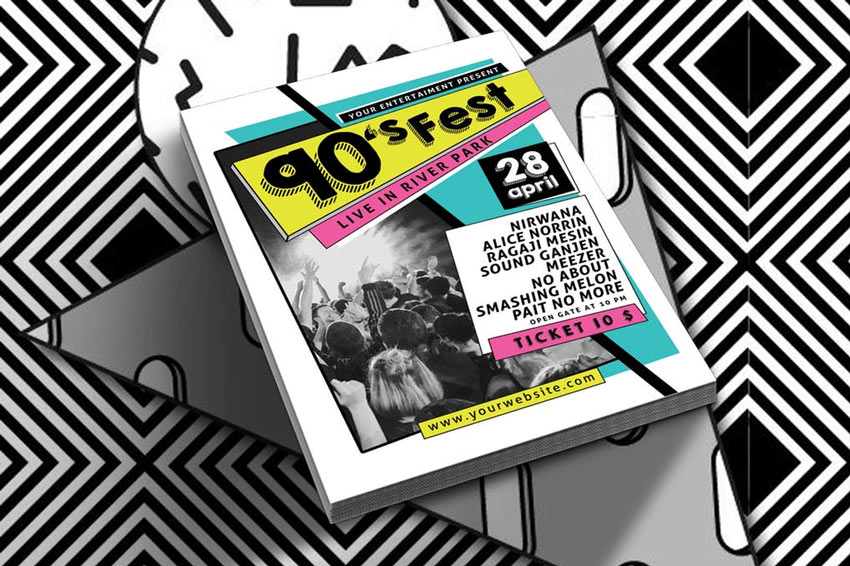 YOUR ENTERTAIMENT PRESENT
90's Fest
LIVE IN RIVER PARK
28
april
NIRWANA
ALICE NORRIN
RAGAJI MESIN
SOUND GANJEN
MEEZER
NO ABOUT
SMASHING MELON
PAIT NO MORE
OPEN GATE AT 10 PM
TICKET 10 $
www.yourwebsite.com